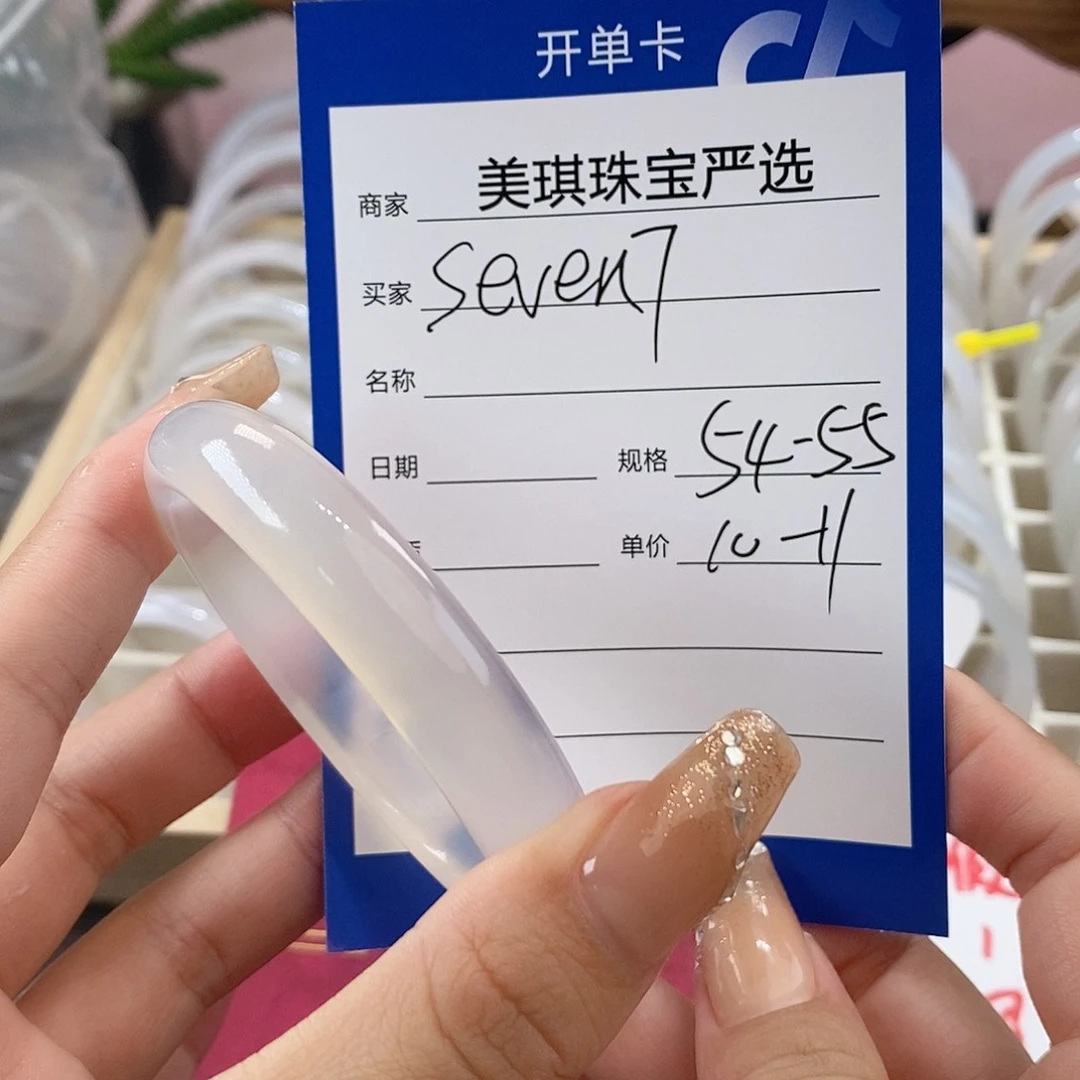 开单卡
商家 美琪珠宝严选
买家 seven7
名称
日期 规格 54-55
单价 10-11